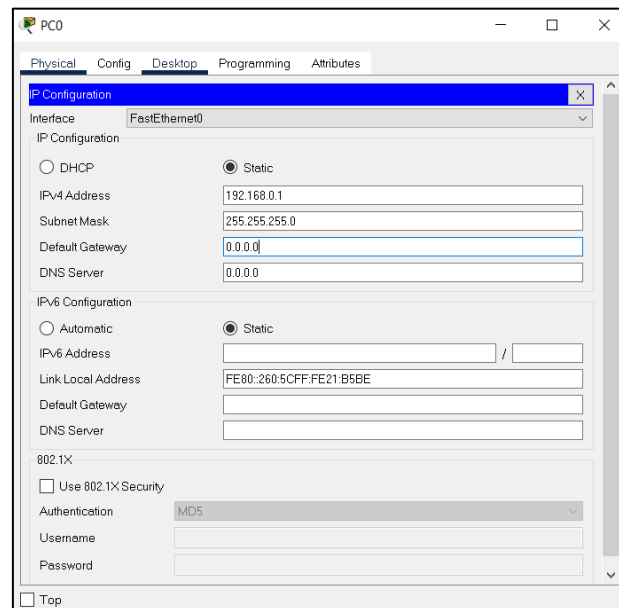 PC0
Physical Config Desktop Programming Attributes
IP Configuration X
Interface FastEthernet0
IP Configuration
DHCP Static
IPv4 Address 192.168.0.1
Subnet Mask 255.255.255.0
Default Gateway 0.0.0.0
DNS Server 0.0.0.0
IPv6 Configuration
Automatic Static
IPv6 Address /
Link Local Address FE80::260:5CFF:FE21:B5BE
Default Gateway
DNS Server
802.1X
Use 802.1X Security
Authentication MD5
Username
Password
Top